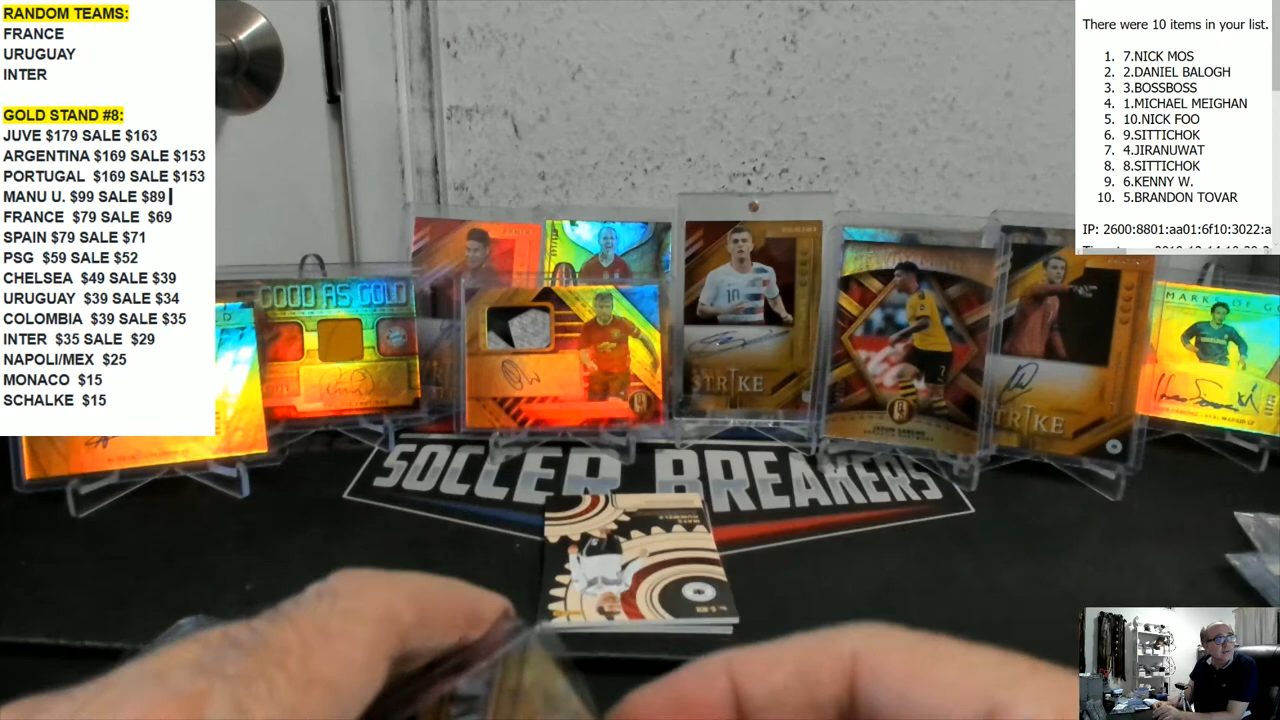 RANDOM TEAMS:
FRANCE
URUGUAY
INTER
GOLD STAND #8:
JUVE $179 SALE $163
ARGENTINA $169 SALE $153
PORTUGAL $169 SALE $153
MANU U. $99 SALE $89
FRANCE $79 SALE $69
SPAIN $79 SALE $71
PSG $59 SALE $52
CHELSEA $49 SALE $39
URUGUAY $39 SALE $34
COLOMBIA $39 SALE $35
INTER $35 SALE $29
NAPOLI/MEX $25
MONACO $15
SCHALKE $15
There were 10 items in your list.
1. 7.NICK MOS
2. 2.DANIEL BALOGH
3. 3.BOSSBOSS
4. 1.MICHAEL MEIGHAN
5. 10.NICK FOO
6. 9.SITTICHOK
7. 4.JIRANUWAT
8. 8.SITTICHOK
9. 6.KENNY W.
10. 5.BRANDON TOVAR
IP: 2600:8801:aa01:6f10:3022:a
GOOD AS GOLD
STRIKE
JADON SANCHO
STRIKE
MARKS OF G
SOCCER BREAKERS